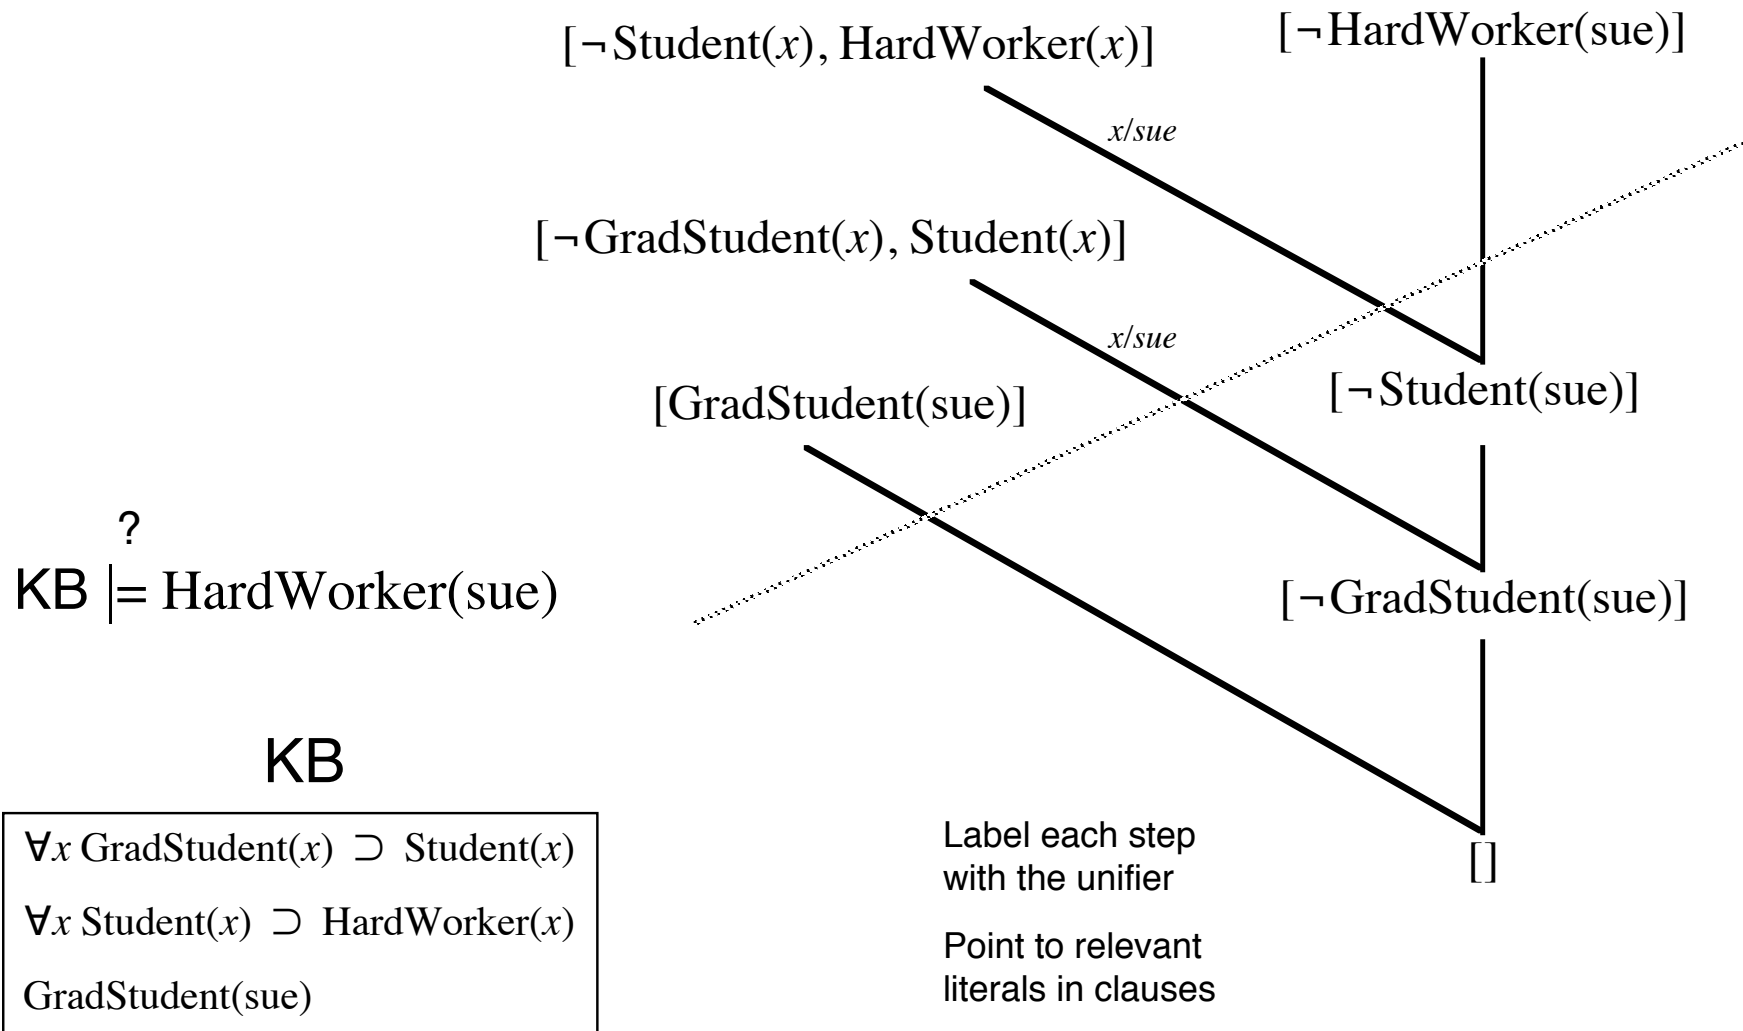 [¬Student(x), HardWorker(x)]
[¬HardWorker(sue)]
x/sue
[¬GradStudent(x), Student(x)]
x/sue
[GradStudent(sue)]
[¬Student(sue)]
?
KB |= HardWorker(sue)
[¬GradStudent(sue)]
KB
∀x GradStudent(x) ⊃ Student(x)
∀x Student(x) ⊃ HardWorker(x)
GradStudent(sue)
Label each step
with the unifier
Point to relevant
literals in clauses
[]